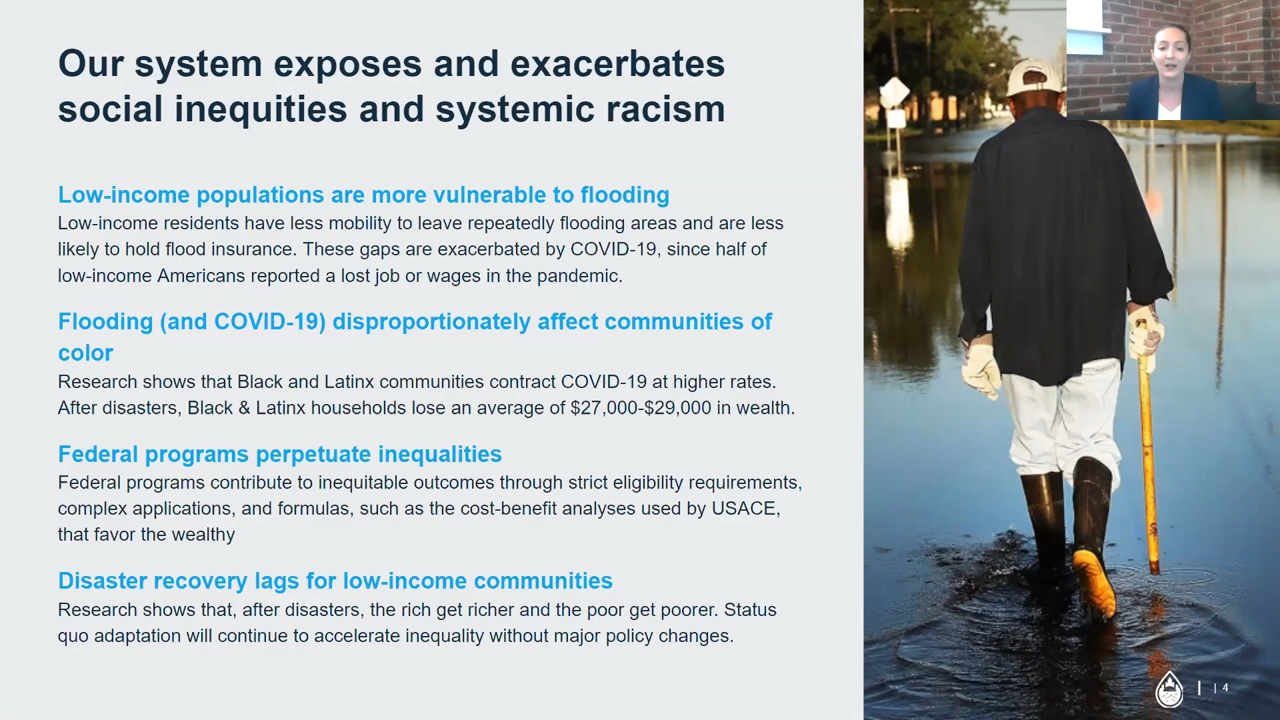 Our system exposes and exacerbates
social inequities and systemic racism
Low-income populations are more vulnerable to flooding
Low-income residents have less mobility to leave repeatedly flooding areas and are less
likely to hold flood insurance. These gaps are exacerbated by COVID-19, since half of
low-income Americans reported a lost job or wages in the pandemic.
Flooding (and COVID-19) disproportionately affect communities of
color
Research shows that Black and Latinx communities contract COVID-19 at higher rates.
After disasters, Black & Latinx households lose an average of $27,000-$29,000 in wealth.
Federal programs perpetuate inequalities
Federal programs contribute to inequitable outcomes through strict eligibility requirements,
complex applications, and formulas, such as the cost-benefit analyses used by USACE,
that favor the wealthy
Disaster recovery lags for low-income communities
Research shows that, after disasters, the rich get richer and the poor get poorer. Status
quo adaptation will continue to accelerate inequality without major policy changes.
| | 4